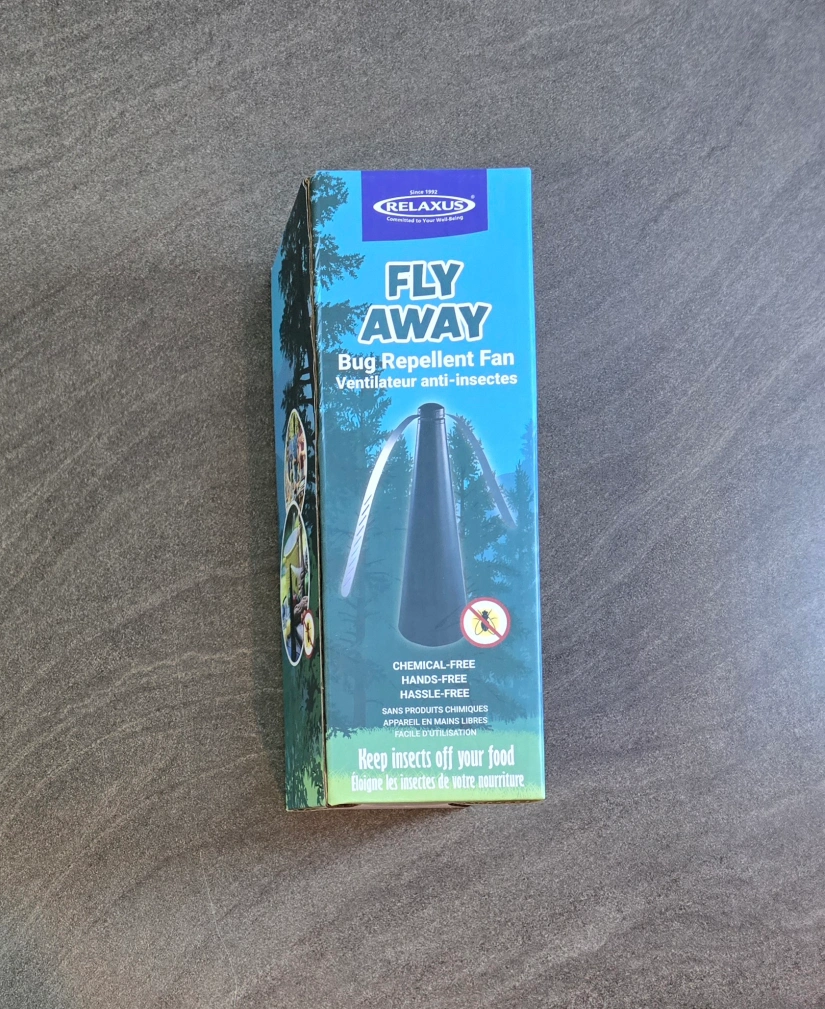 Since 1992
RELAXUS®
Committed to Your Well-Being
FLY
AWAY
Bug Repellent Fan
Ventilateur anti-insectes
CHEMICAL-FREE
HANDS-FREE
HASSLE-FREE
SANS PRODUITS CHIMIQUES
APPAREIL EN MAINS LIBRES
FACILE D'UTILISATION
Keep insects off your food
Éloigne les insectes de votre nourriture